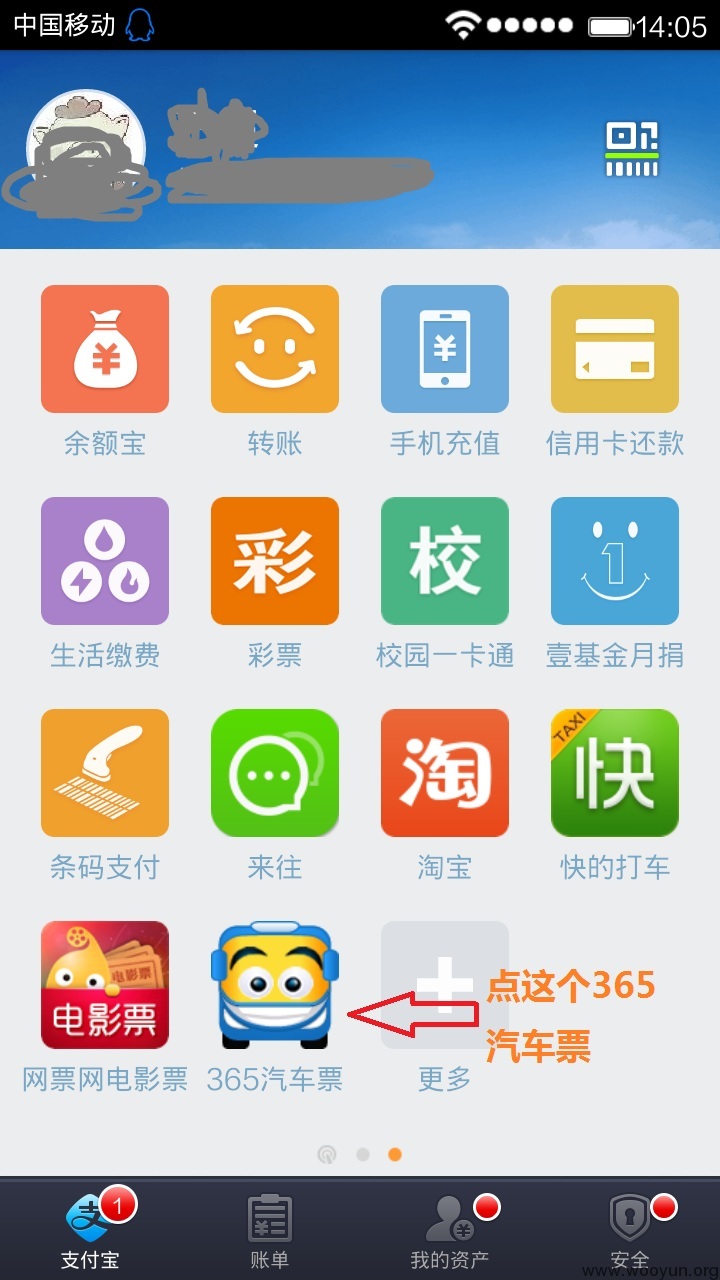 中国移动
14:05
余额宝 转账 手机充值 信用卡还款
彩 校 1
生活缴费 彩票 校园一卡通 壹基金月捐
淘 TAXI 快
条码支付 来往 淘宝 快的打车
电影票
电影票
点这个365
汽车票
网票网电影票 365汽车票 更多
支 1
支付宝 账单 我的资产 安全
www.wooyun.org